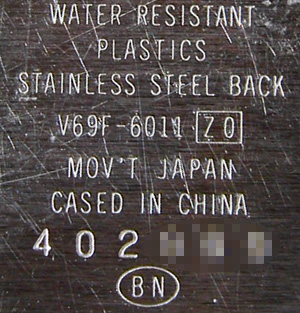 WATER RESISTANT
PLASTICS
STAINLESS STEEL BACK
V69F-6011 Z0
MOV'T JAPAN
CASED IN CHINA
402
BN